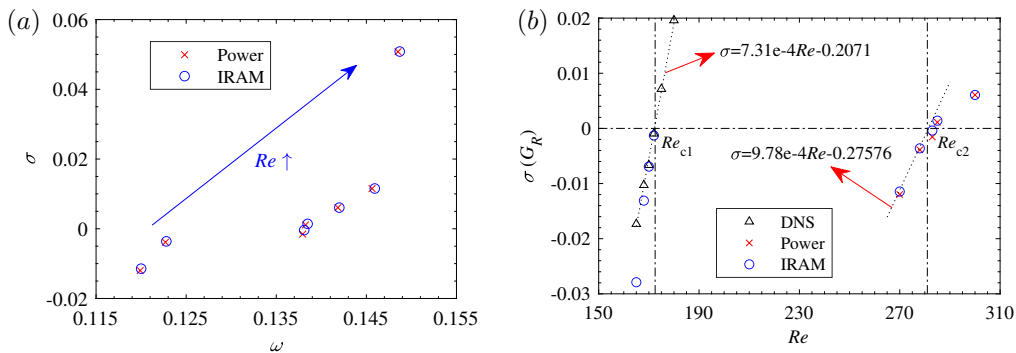 (a)
0.06
0.04
0.02
0
-0.02
σ
Power
IRAM
Re ↑
0.115
0.125
0.135
0.145
0.155
ω
(b)
0.02
0.01
0
-0.01
-0.02
-0.03
σ (G_R)
σ=7.31e-4Re-0.2071
Re_c1
Re_c2
σ=9.78e-4Re-0.27576
DNS
Power
IRAM
150
190
230
270
310
Re